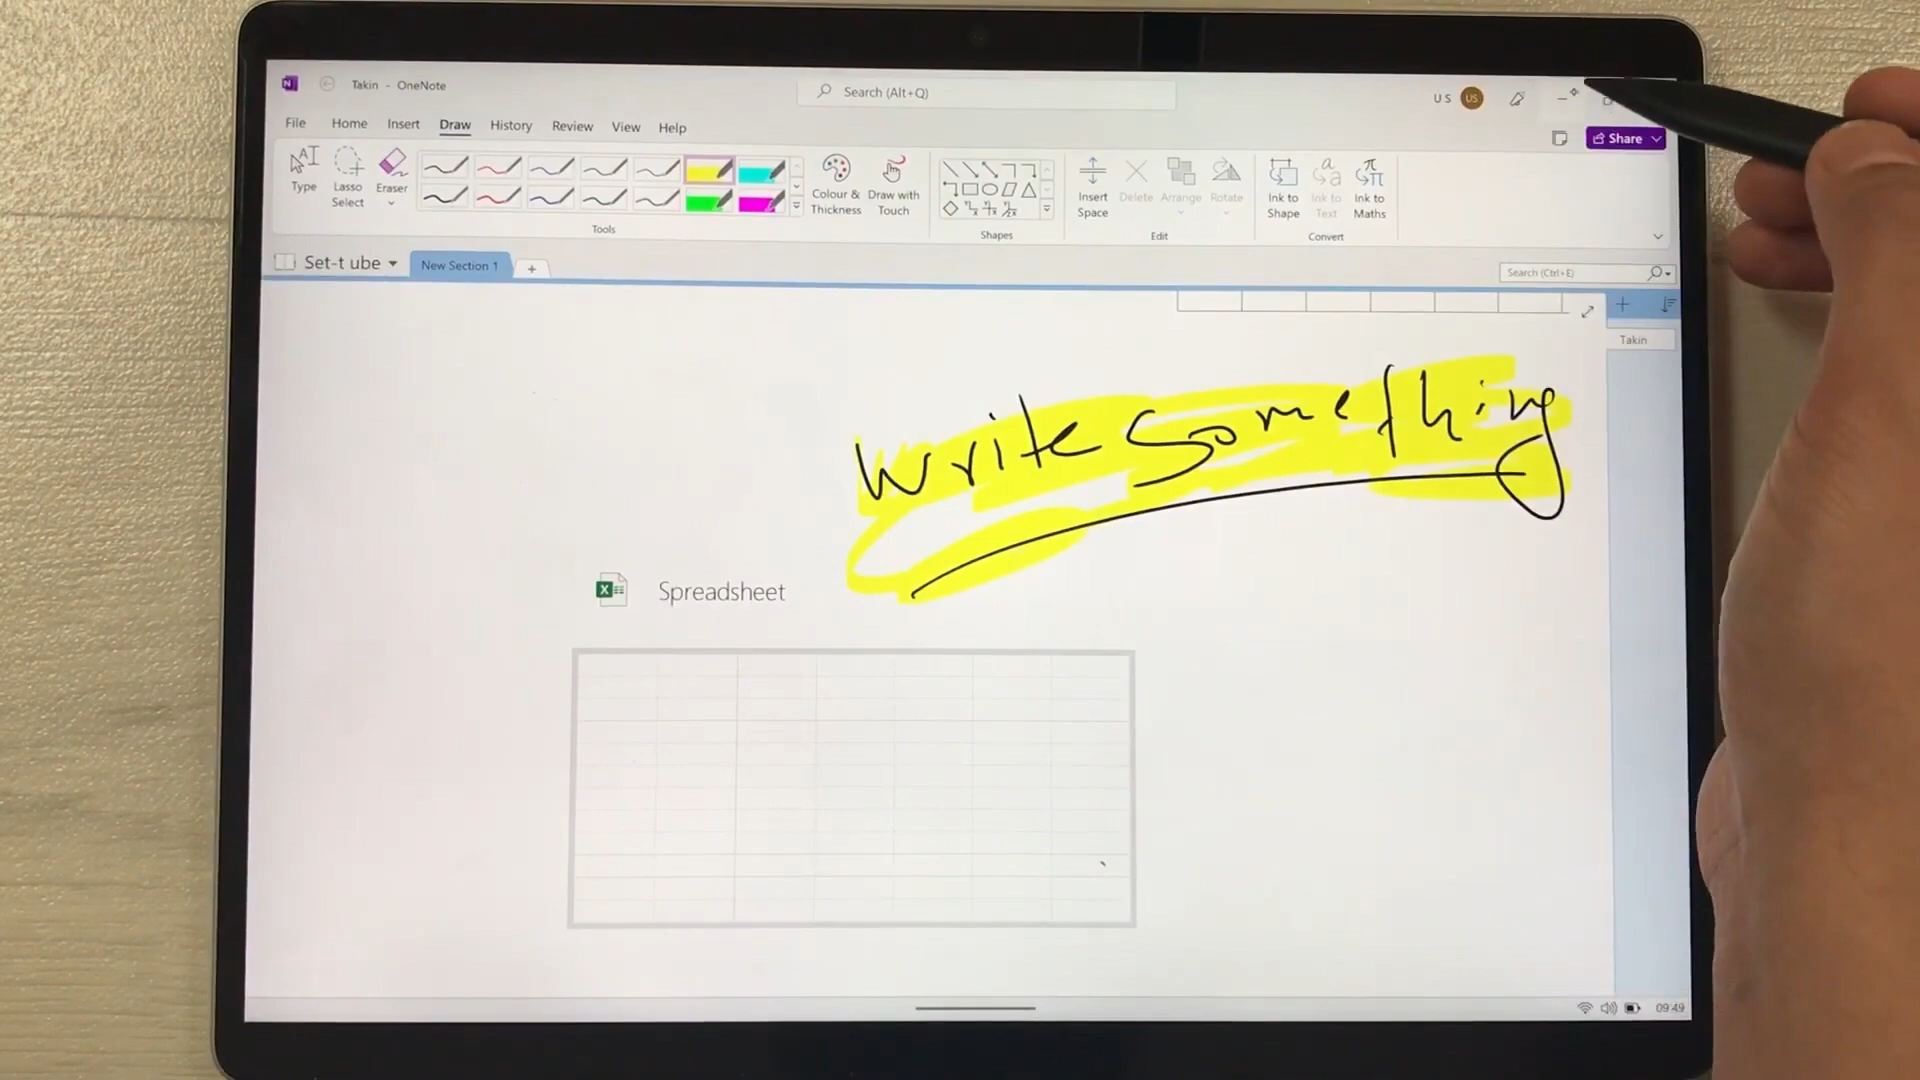 Takin - OneNote
Search (Alt+Q)
U S
US
File Home Insert Draw History Review View Help
Share
Type
Lasso Select
Eraser
Colour & Thickness
Draw with Touch
Insert Space
Delete
Arrange
Rotate
Ink to Shape
Ink to Text
Ink to Maths
Tools
Shapes
Edit
Convert
Set-t ube
New Section 1
Search (Ctrl+E)
Takin
Write Something
Spreadsheet
09:49